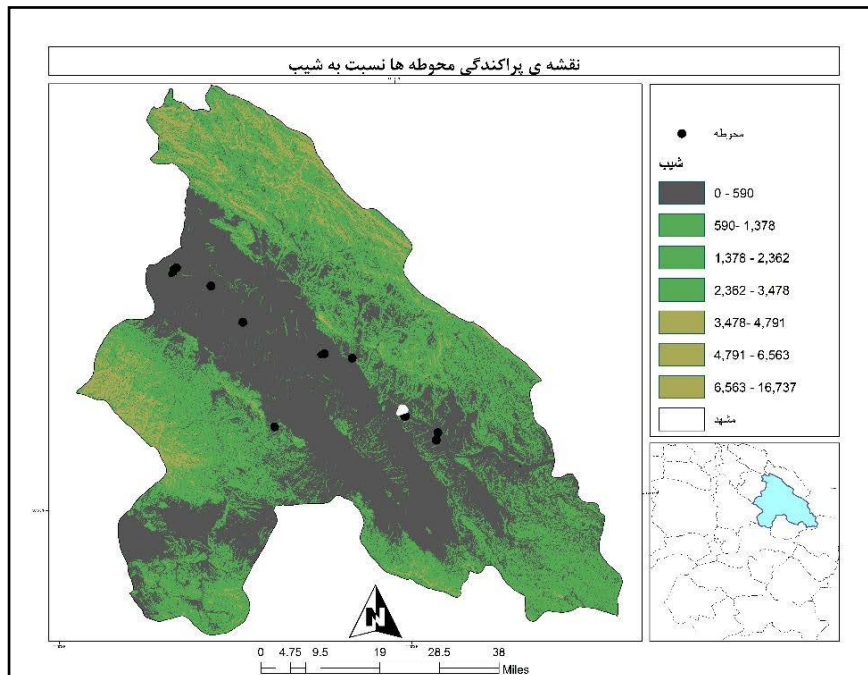 نقشه ی پراکندگی محوطه ها نسبت به شیب
محوطه
شیب
0 - 590
590- 1,378
1,378 - 2,362
2,362 - 3,478
3,478- 4,791
4,791 - 6,563
6,563 - 16,737
مشهد
N
0 4.75 9.5 19 28.5 38
Miles